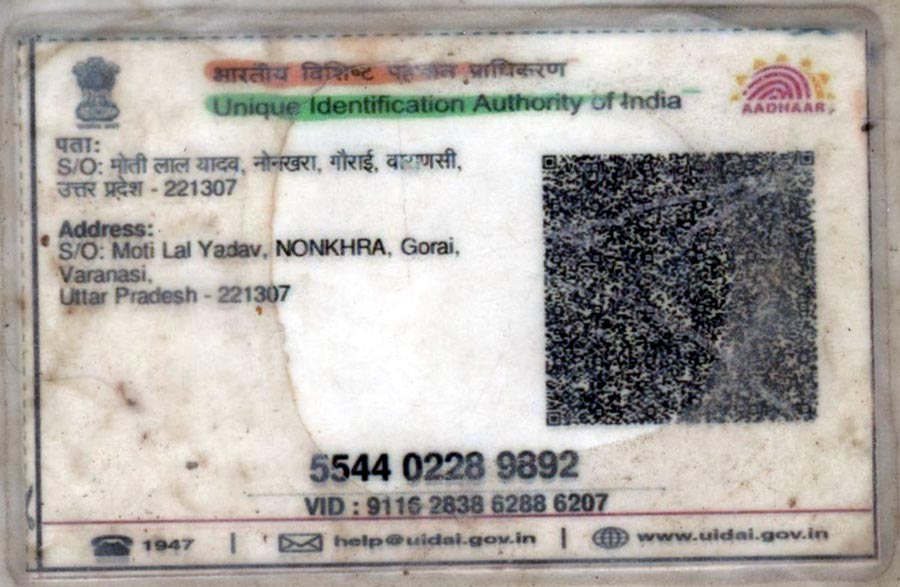 भारतीय विशिष्ट पहचान प्राधिकरण
Unique Identification Authority of India
AADHAAR
पता:
S/O: मोती लाल यादव, नोनखरा, गौराई, वाराणसी,
उत्तर प्रदेश - 221307
Address:
S/O: Moti Lal Yadav, NONKHRA, Gorai,
Varanasi,
Uttar Pradesh - 221307
5544 0228 9892
VID : 9116 2838 6288 6207
1947 | help@uidai.gov.in | www.uidai.gov.in